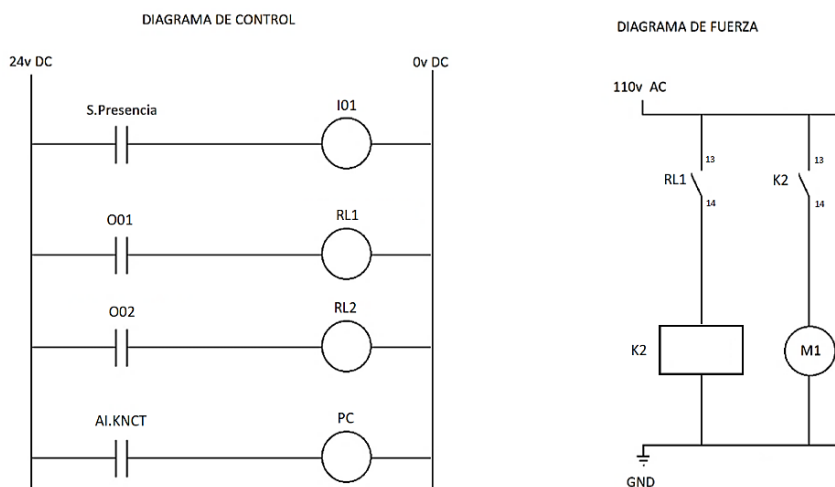 DIAGRAMA DE CONTROL
24v DC
0v DC
S.Presencia
I01
O01
RL1
O02
RL2
AI.KNCT
PC
DIAGRAMA DE FUERZA
110v AC
13
13
RL1
K2
14
14
K2
M1
GND